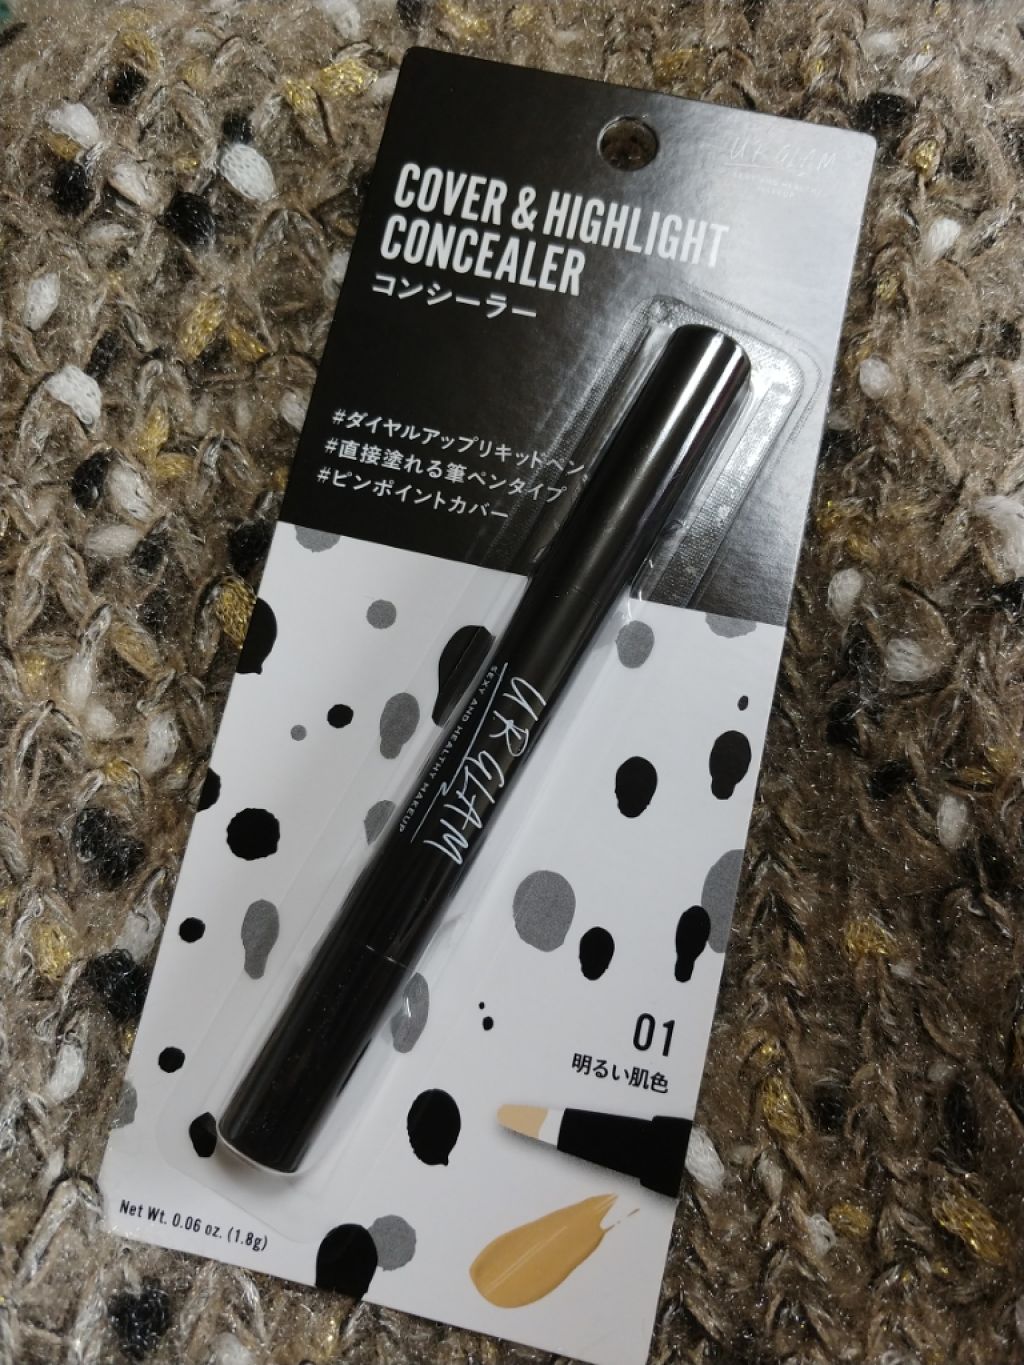 UR GLAM
COVER & HIGHLIGHT
CONCEALER
コンシーラー
#ダイヤルアップリキッドペン
#直接塗れる筆ペンタイプ
#ピンポイントカバー
UR GLAM
SEXY AND HEALTHY MAKEUP
01
明るい肌色
Net Wt. 0.06 oz. (1.8g)